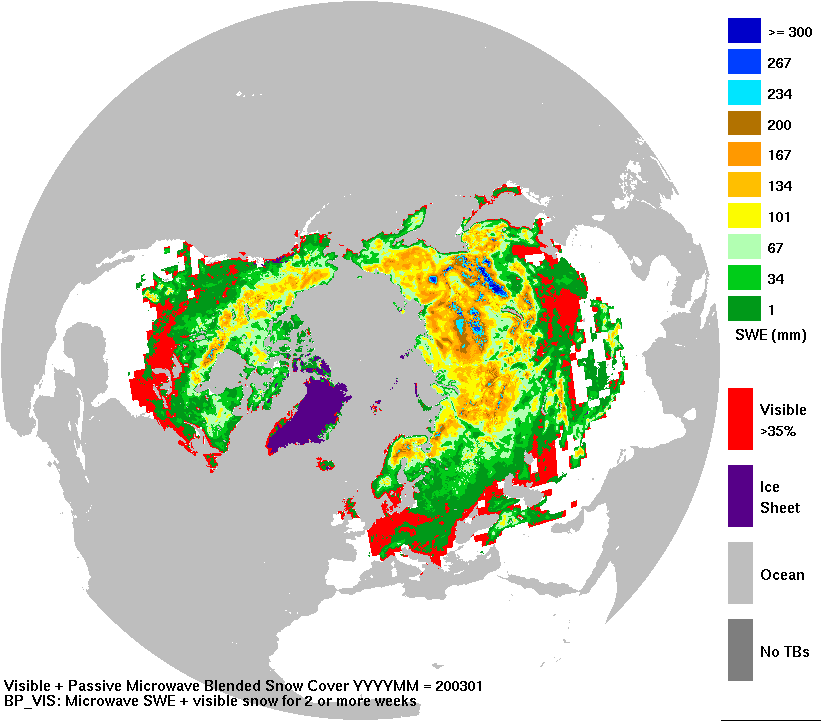 >= 300
267
234
200
167
134
101
67
34
1
SWE (mm)
Visible
>35%
Ice
Sheet
Ocean
No TBs
Visible + Passive Microwave Blended Snow Cover YYYYMM = 200301
BP_VIS: Microwave SWE + visible snow for 2 or more weeks